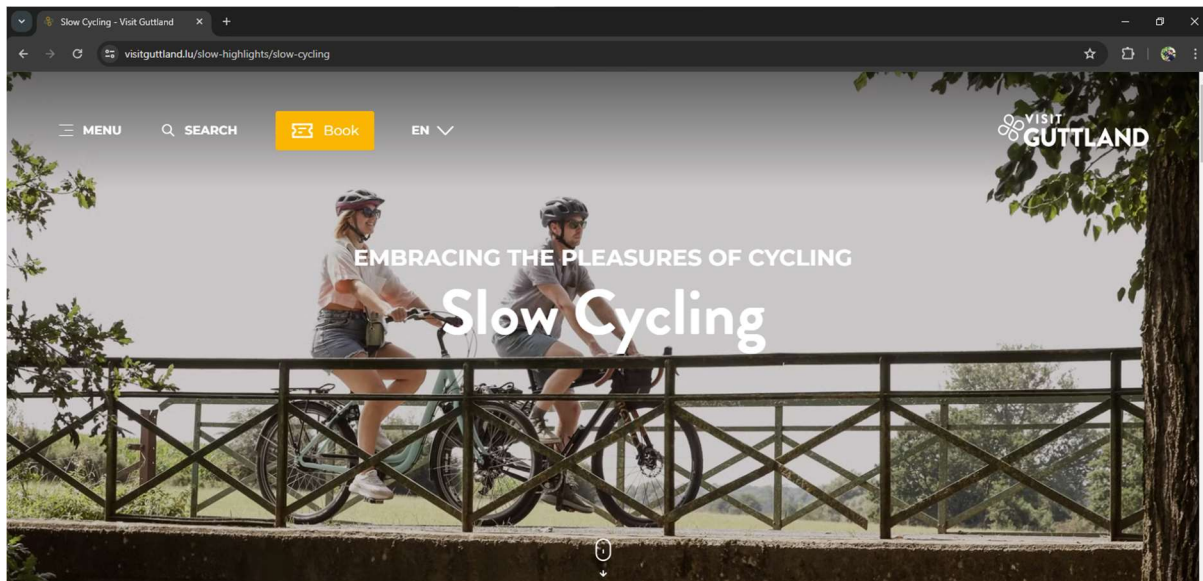 Slow Cycling - Visit Guttland
visitguttland.lu/slow-highlights/slow-cycling
MENU
SEARCH
Book
EN
VISIT
GUTTLAND
EMBRACING THE PLEASURES OF CYCLING
Slow Cycling